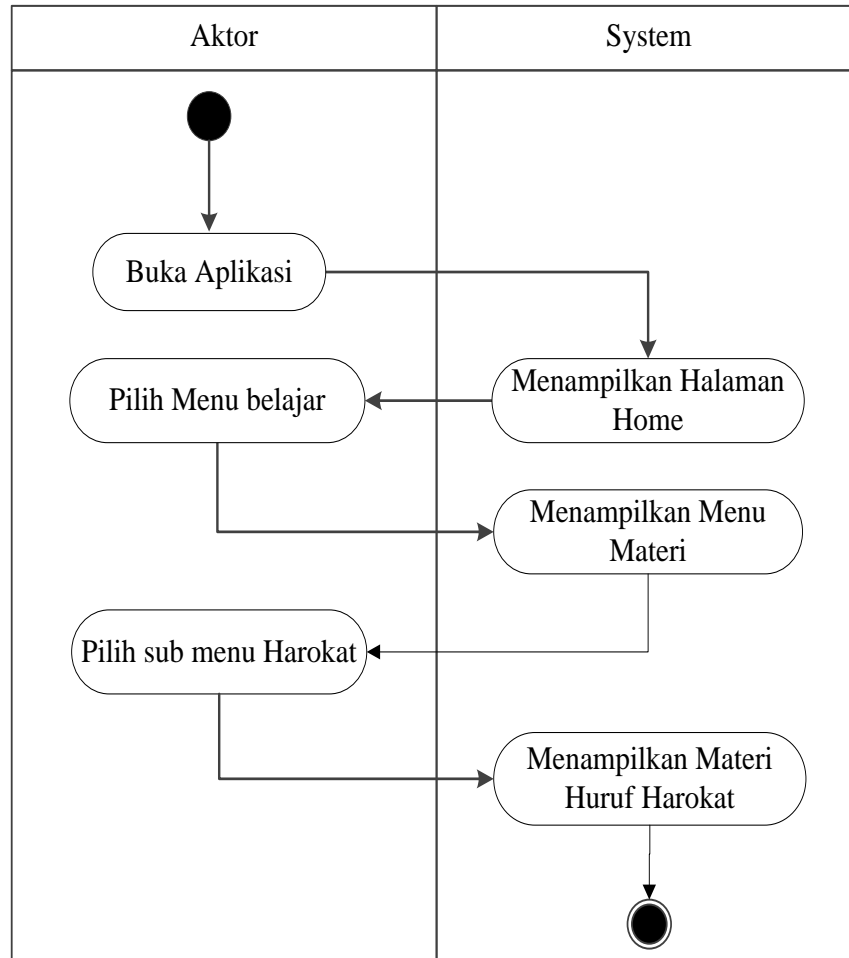 Aktor
System
Buka Aplikasi
Menampilkan Halaman
Home
Pilih Menu belajar
Menampilkan Menu
Materi
Pilih sub menu Harokat
Menampilkan Materi
Huruf Harokat